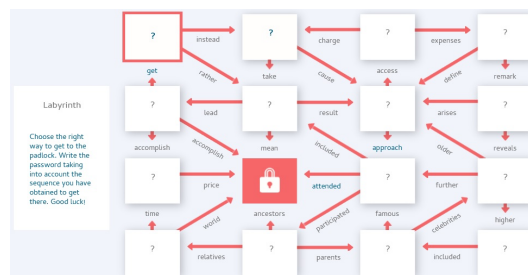 ? ? ? ? ?
instead charge expenses
get rather take cause access define remark
Labyrinth
? ? ? ? ?
lead result arises
Choose the right
way to get to the
padlock. Write the
password taking
into account the
sequence you have
obtained to get
there. Good luck!
accomplish accomplish mean included approach older reveals
? ? ? ?
price attended further
time world ancestors participated famous celebrities higher
? ? ? ? ?
relatives parents included